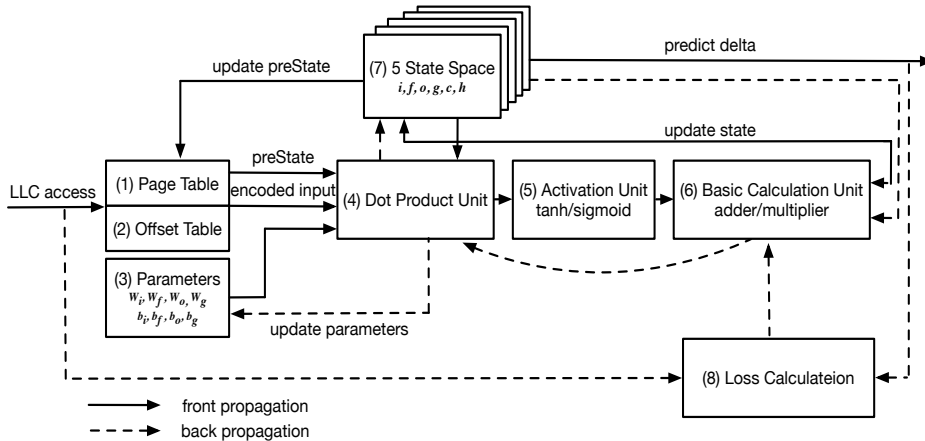 predict delta
update preState
(7) 5 State Space
i, f, o, g, c, h
update state
preState
LLC access
(1) Page Table
encoded input
(2) Offset Table
(4) Dot Product Unit
(5) Activation Unit
tanh/sigmoid
(6) Basic Calculation Unit
adder/multiplier
(3) Parameters
W_i, W_f, W_o, W_g
b_i, b_f, b_o, b_g
update parameters
(8) Loss Calculateion
front propagation
back propagation